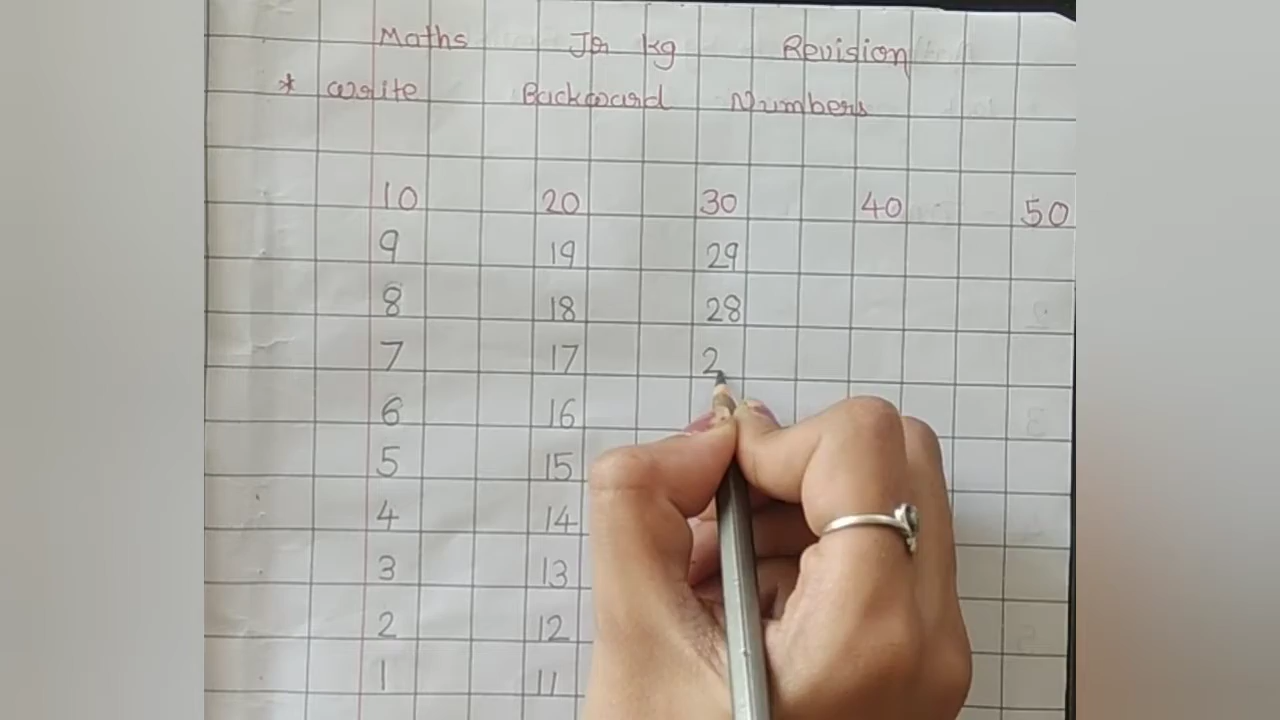 Maths Jr kg Revision
* Write Backward Numbers
10 20 30 40 50
9 19 29
8 18 28
7 17 2
6 16
5 15
4 14
3 13
2 12
1 11